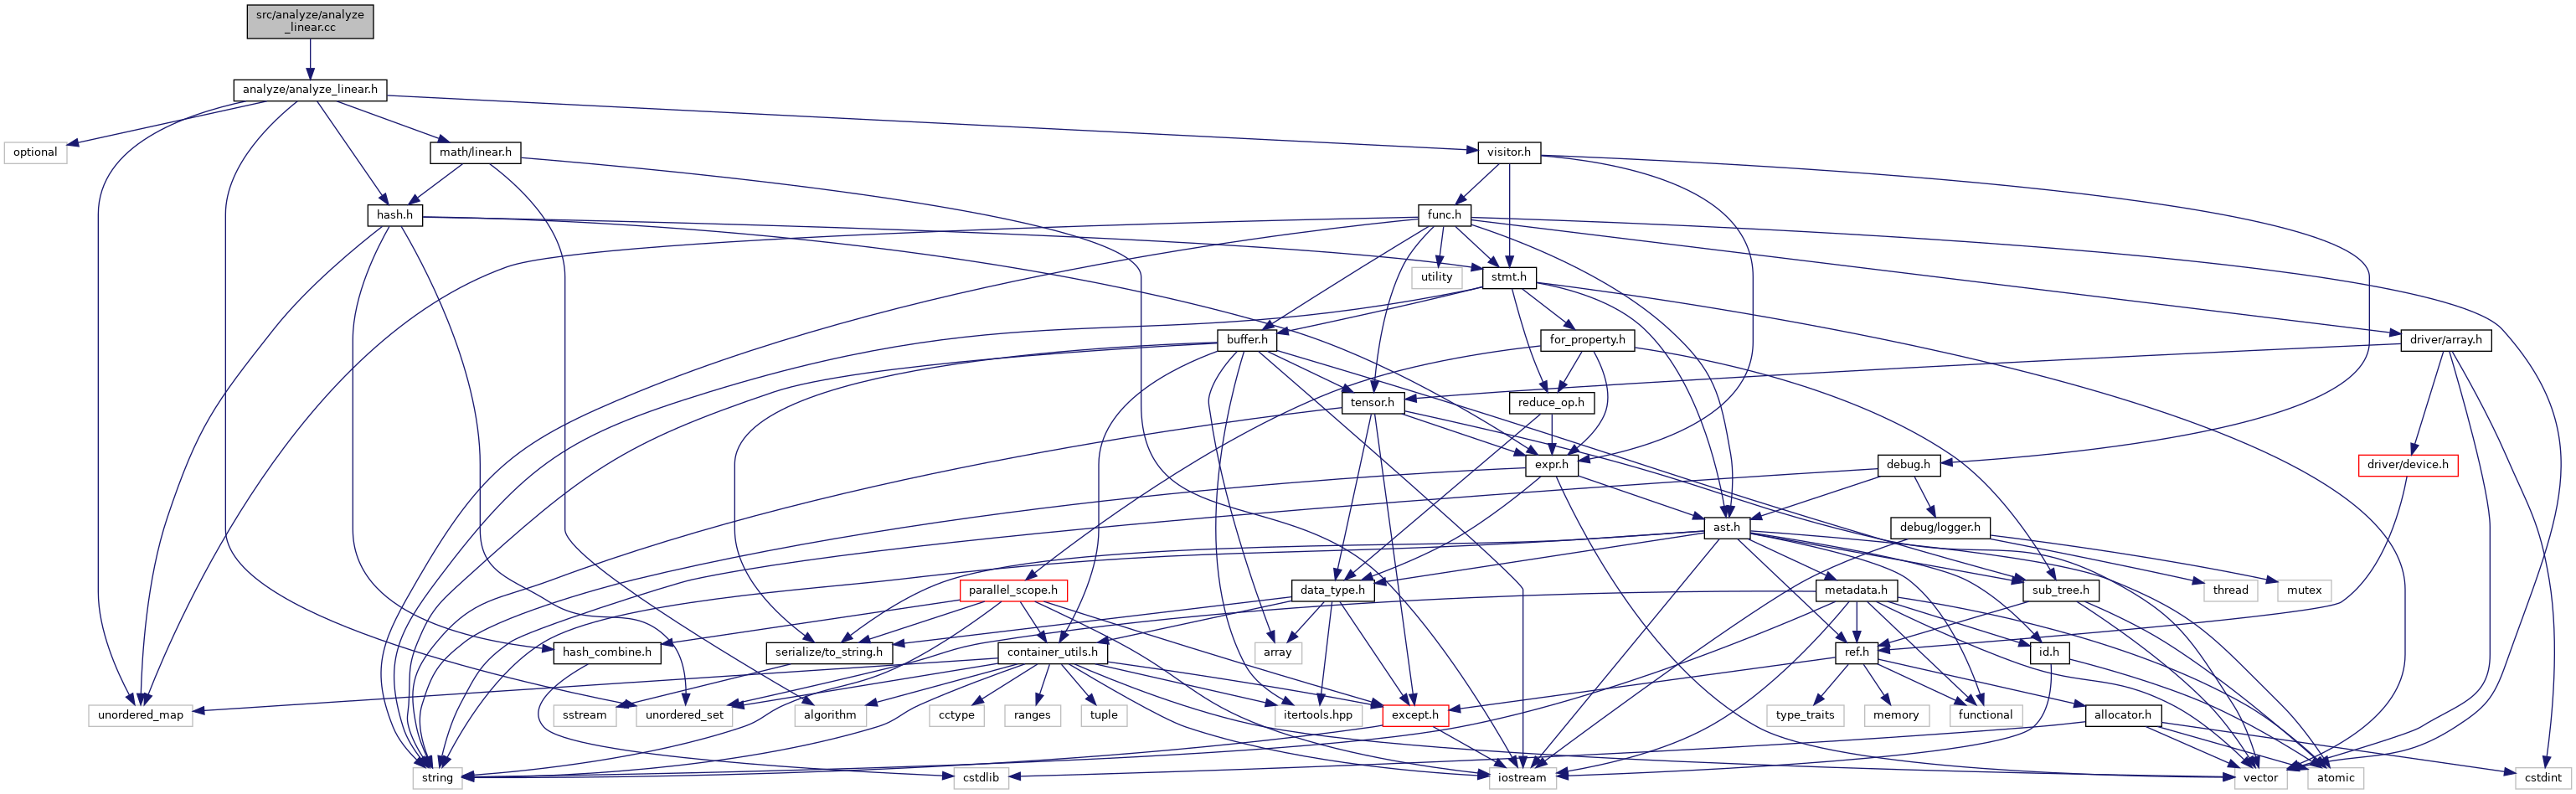 src/analyze/analyze
_linear.cc
analyze/analyze_linear.h
optional
math/linear.h
visitor.h
hash.h
func.h
utility
stmt.h
buffer.h
for_property.h
driver/array.h
tensor.h
reduce_op.h
expr.h
debug.h
driver/device.h
ast.h
debug/logger.h
parallel_scope.h
data_type.h
metadata.h
sub_tree.h
thread
mutex
hash_combine.h
serialize/to_string.h
container_utils.h
array
ref.h
id.h
unordered_map
sstream
unordered_set
algorithm
cctype
ranges
tuple
itertools.hpp
except.h
type_traits
memory
functional
allocator.h
string
cstdlib
iostream
vector
atomic
cstdint